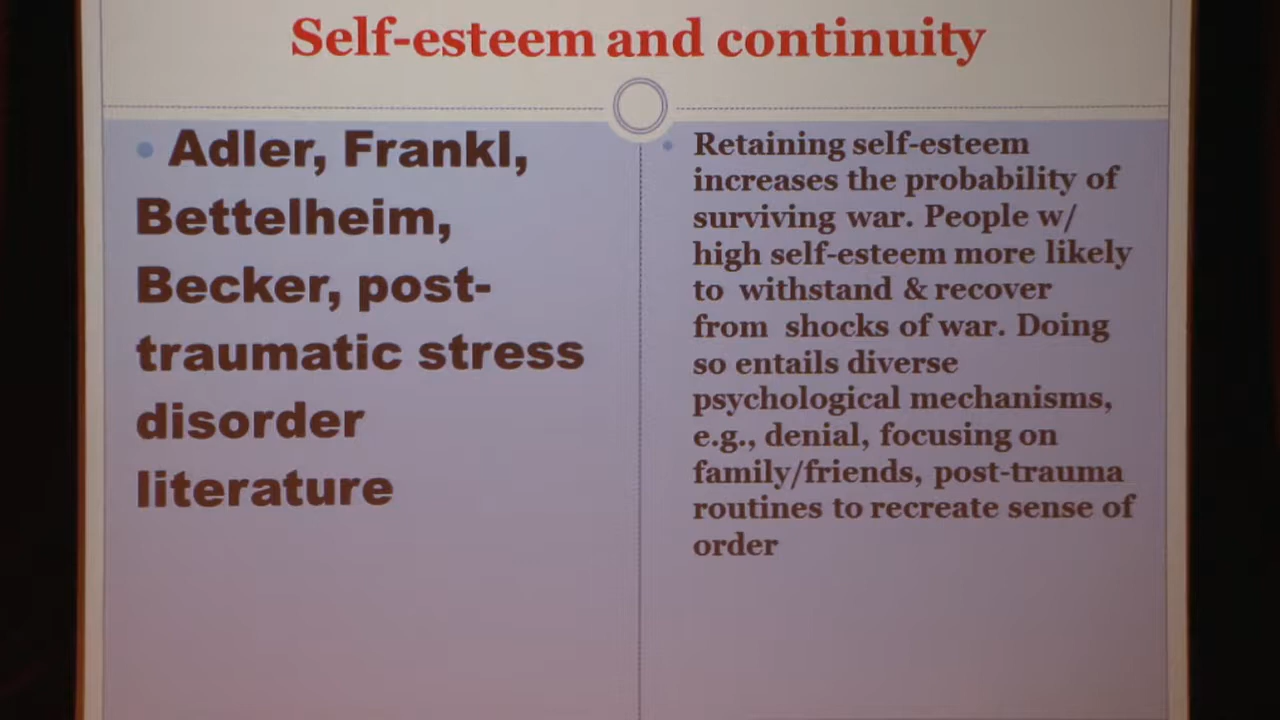 Self-esteem and continuity
Adler, Frankl,
Bettelheim,
Becker, post-
traumatic stress
disorder
literature
Retaining self-esteem
increases the probability of
surviving war. People w/
high self-esteem more likely
to withstand & recover
from shocks of war. Doing
so entails diverse
psychological mechanisms,
e.g., denial, focusing on
family/friends, post-trauma
routines to recreate sense of
order